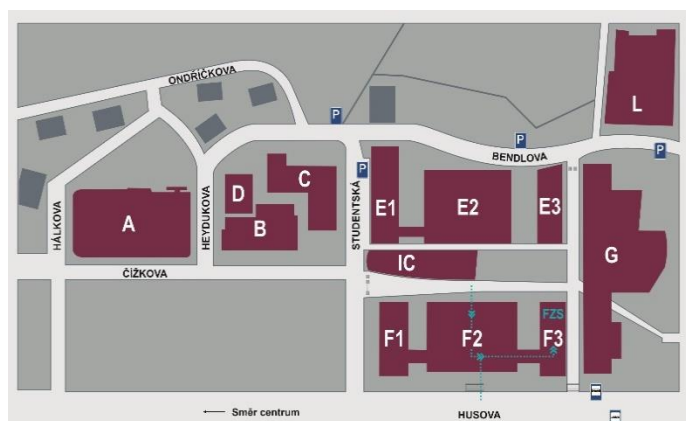 ONDŘÍČKOVA
L
P
P
BENDLOVA
P
P
HÁLKOVA
A
HEYDUKOVA
D
C
B
STUDENTSKÁ
E1
E2
E3
G
IC
ČÍŽKOVA
F1
F2
FZS
F3
Směr centrum
HUSOVA